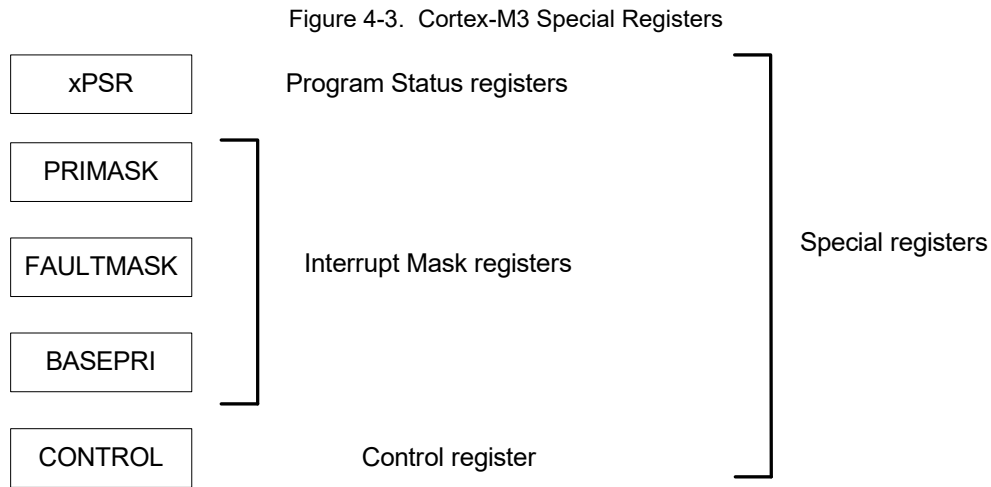 Figure 4-3. Cortex-M3 Special Registers
xPSR Program Status registers
PRIMASK
Special registers
FAULTMASK Interrupt Mask registers
BASEPRI
CONTROL Control register